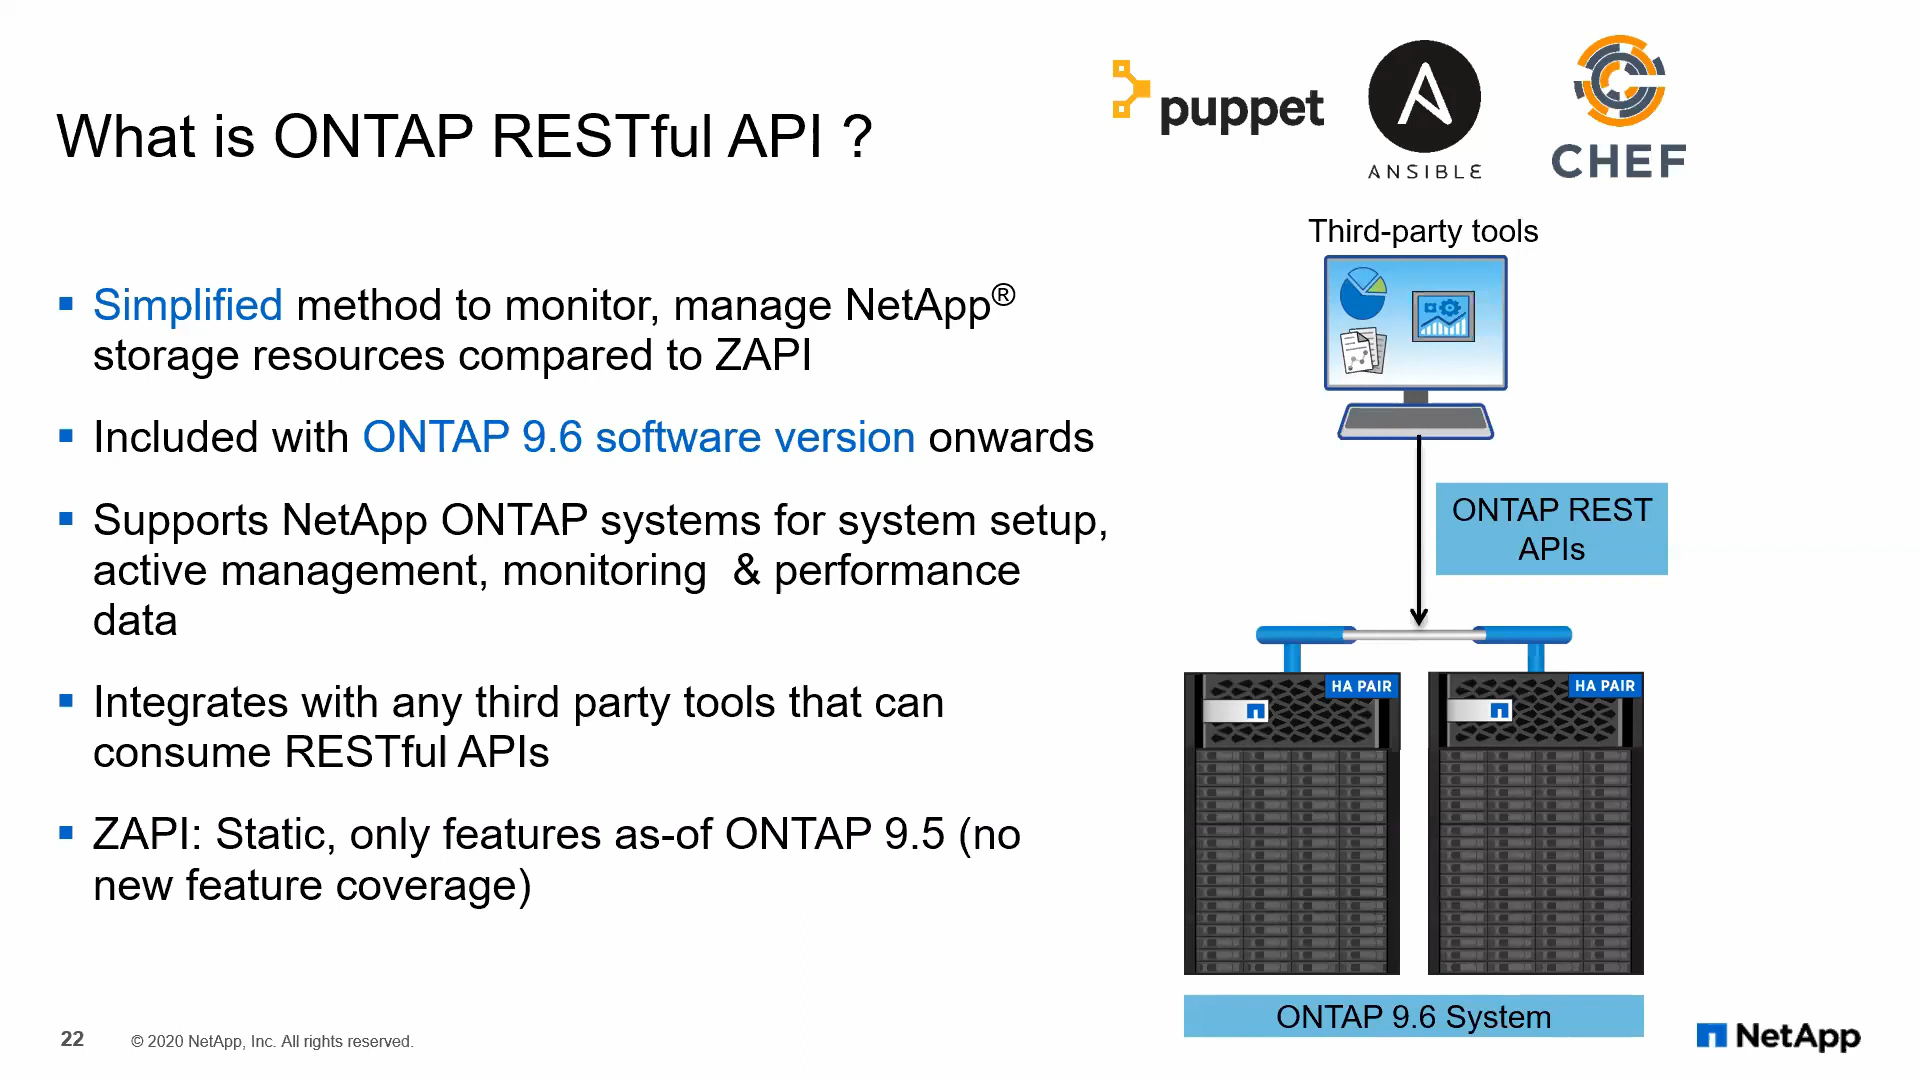 What is ONTAP RESTful API ?
puppet
ANSIBLE
CHEF
Third-party tools
▪ Simplified method to monitor, manage NetApp®
storage resources compared to ZAPI
▪ Included with ONTAP 9.6 software version onwards
▪ Supports NetApp ONTAP systems for system setup,
active management, monitoring  & performance
data
▪ Integrates with any third party tools that can
consume RESTful APIs
▪ ZAPI: Static, only features as-of ONTAP 9.5 (no
new feature coverage)
ONTAP REST
APIs
HA PAIR
HA PAIR
ONTAP 9.6 System
22
© 2020 NetApp, Inc. All rights reserved.
NetApp